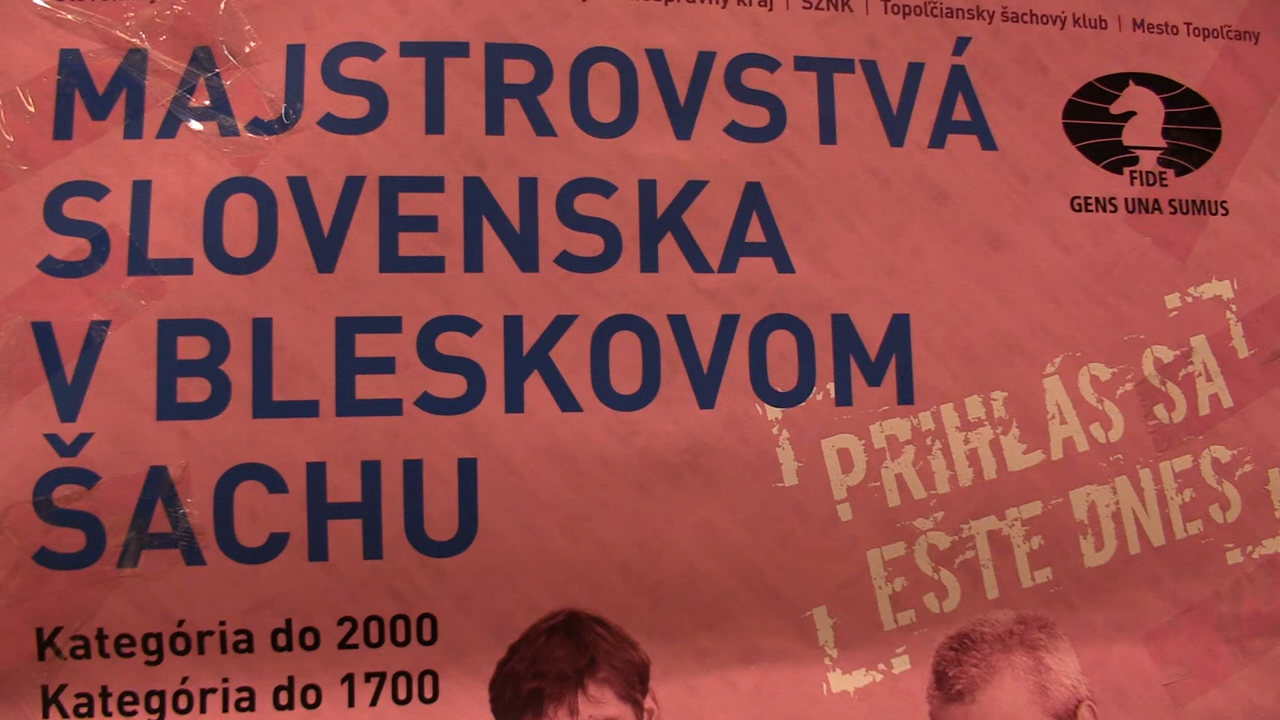 kraj | SZNK | Topoľčiansky šachový klub | Mesto Topoľčany
MAJSTROVSTVÁ
SLOVENSKA
V BLESKOVOM
ŠACHU
FIDE
GENS UNA SUMUS
PRIHLÁS SA
EŠTE DNES
Kategória do 2000
Kategória do 1700